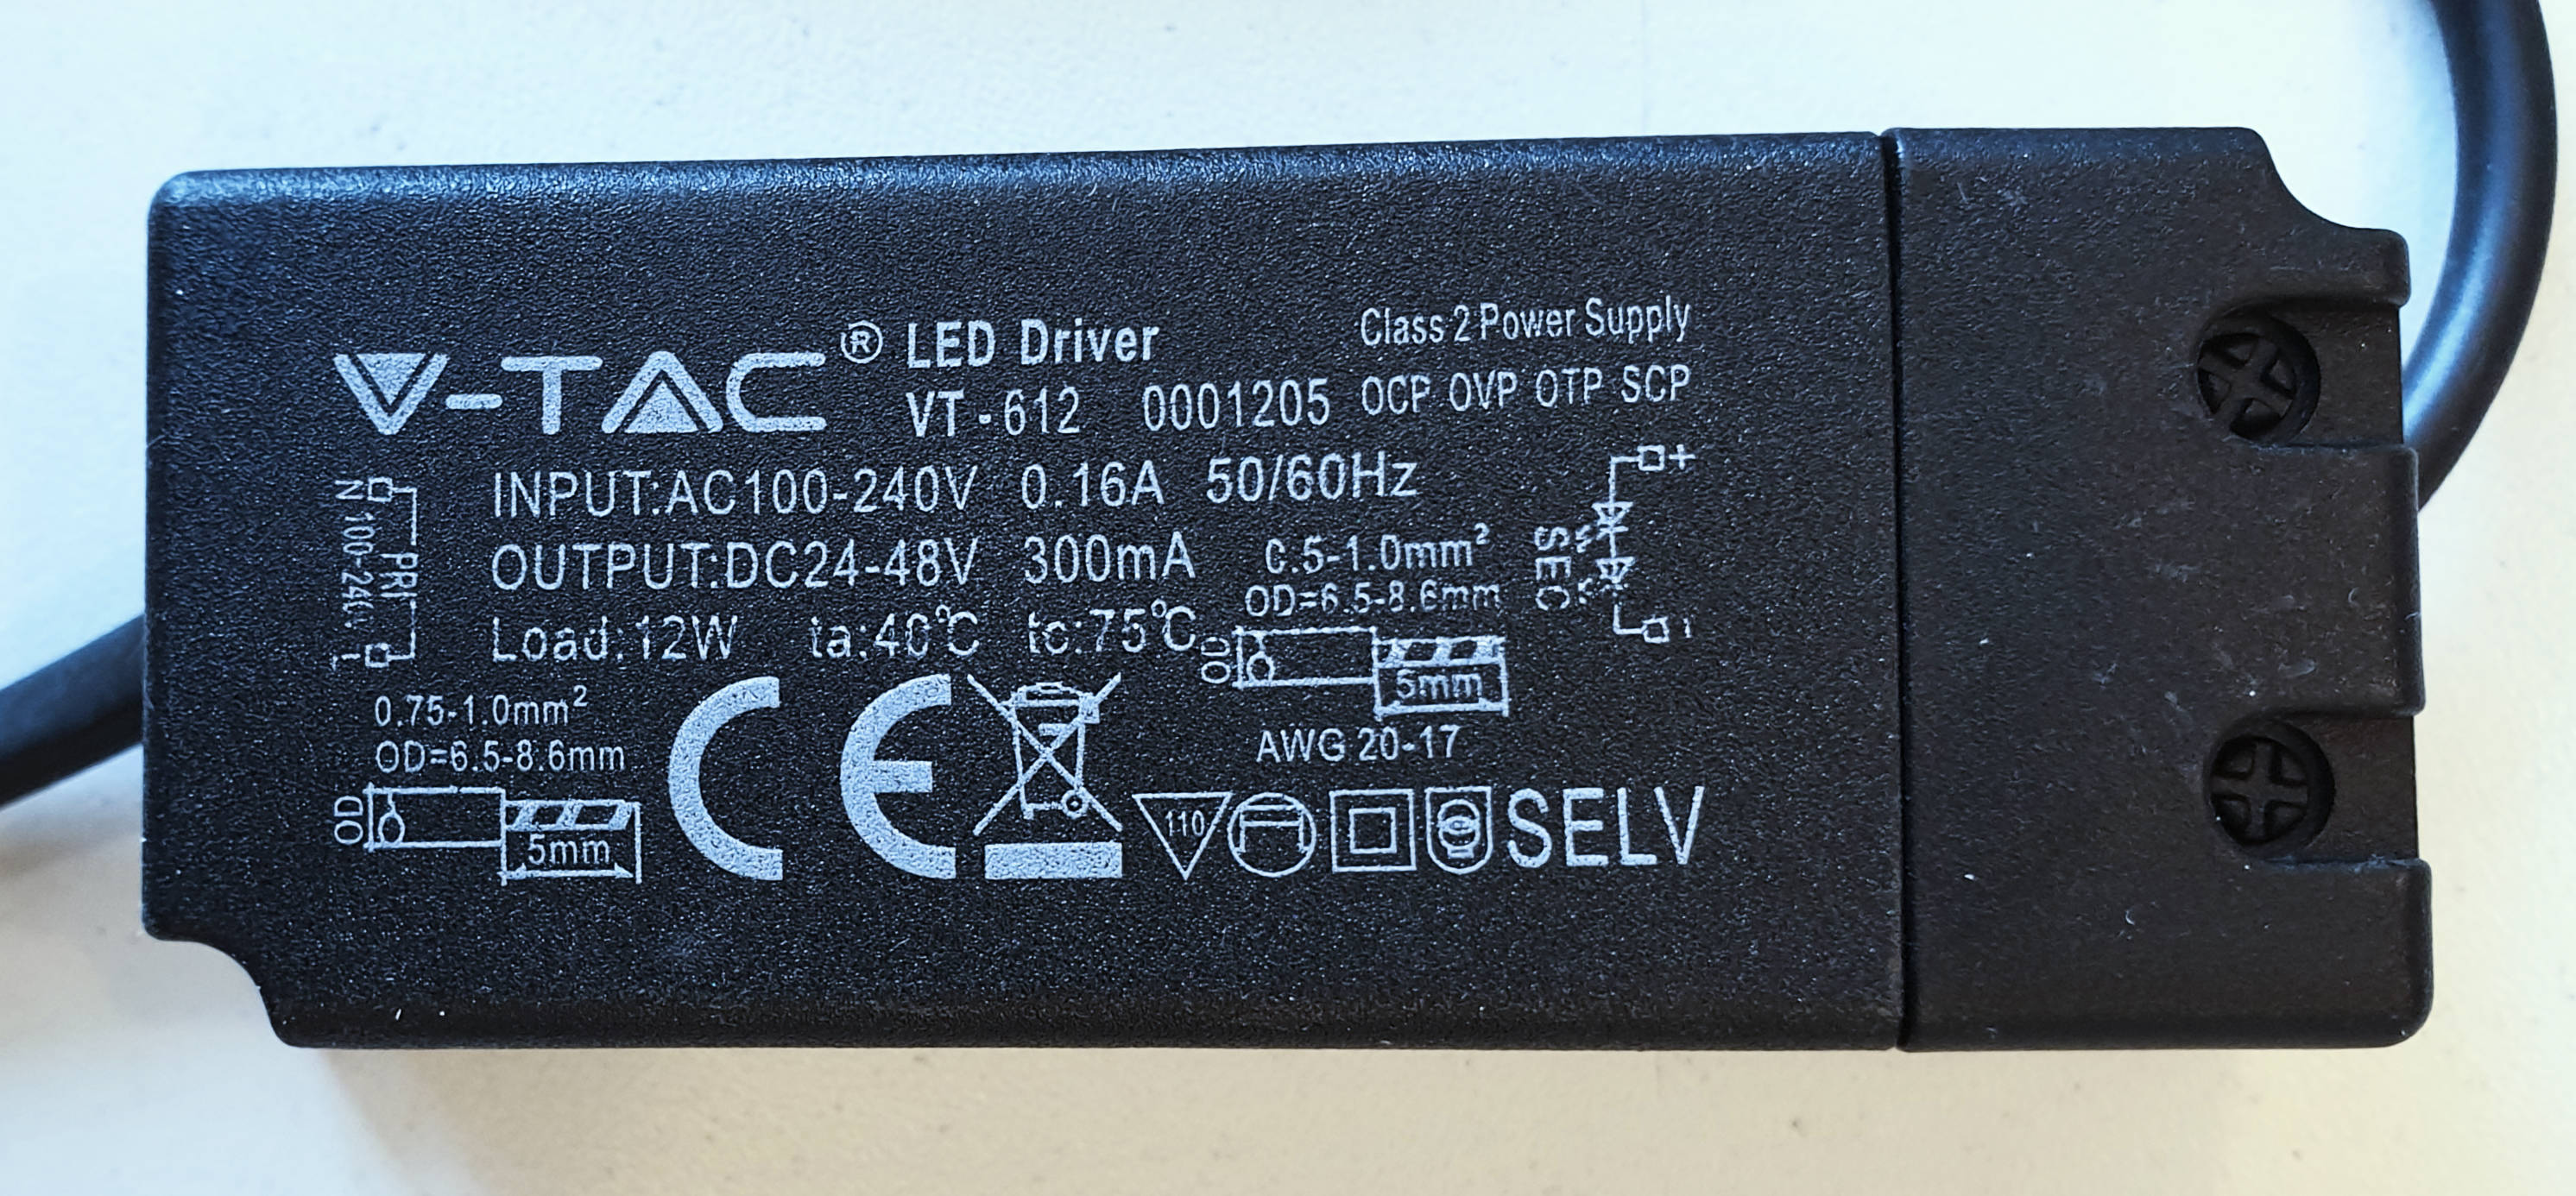 V-TAC® LED Driver
VT-612 0001205
Class 2 Power Supply
OCP OVP OTP SCP
INPUT:AC100-240V 0.16A 50/60Hz
OUTPUT:DC24-48V 300mA
Load:12W ta:40℃ tc:75℃
N
PRI
L
0.75-1.0mm²
OD=6.5-8.6mm
OD
5mm
CE
0.5-1.0mm²
OD=6.5-8.6mm
OD
5mm
AWG 20-17
+
SEC
110
SELV